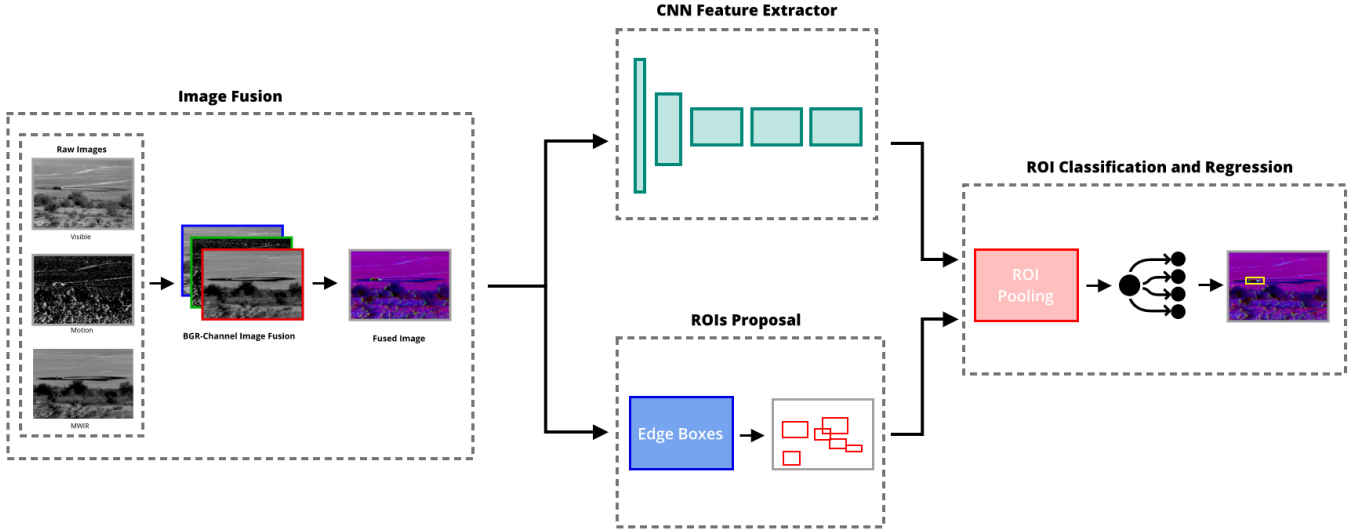 CNN Feature Extractor
Image Fusion
Raw Images
Visible
Motion
MWIR
BGR-Channel Image Fusion
Fused Image
ROIs Proposal
Edge Boxes
ROI Classification and Regression
ROI
Pooling